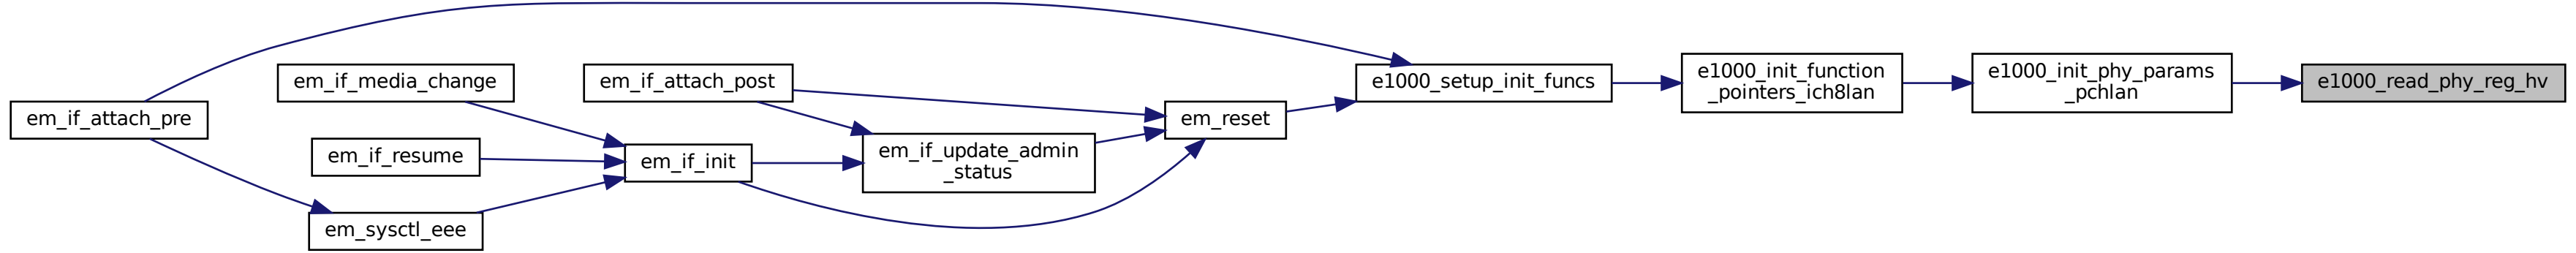 em_if_attach_pre
em_if_media_change
em_if_resume
em_sysctl_eee
em_if_attach_post
em_if_init
em_if_update_admin
_status
em_reset
e1000_setup_init_funcs
e1000_init_function
_pointers_ich8lan
e1000_init_phy_params
_pchlan
e1000_read_phy_reg_hv